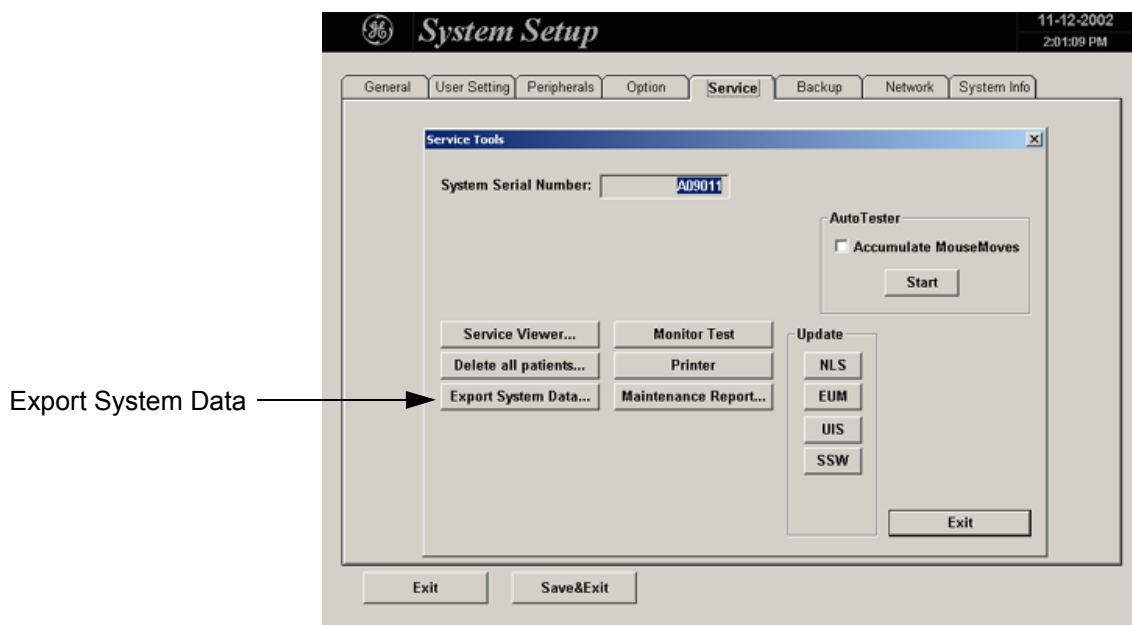 GE System Setup
11-12-2002
2:01:09 PM
General User Setting Peripherals Option Service Backup Network System Info
Service Tools
System Serial Number: A09011
AutoTester
Accumulate MouseMoves
Start
Service Viewer... Monitor Test Update
Delete all patients... Printer NLS
Export System Data Export System Data... Maintenance Report... EUM
UIS
SSW
Exit
Exit Save&Exit